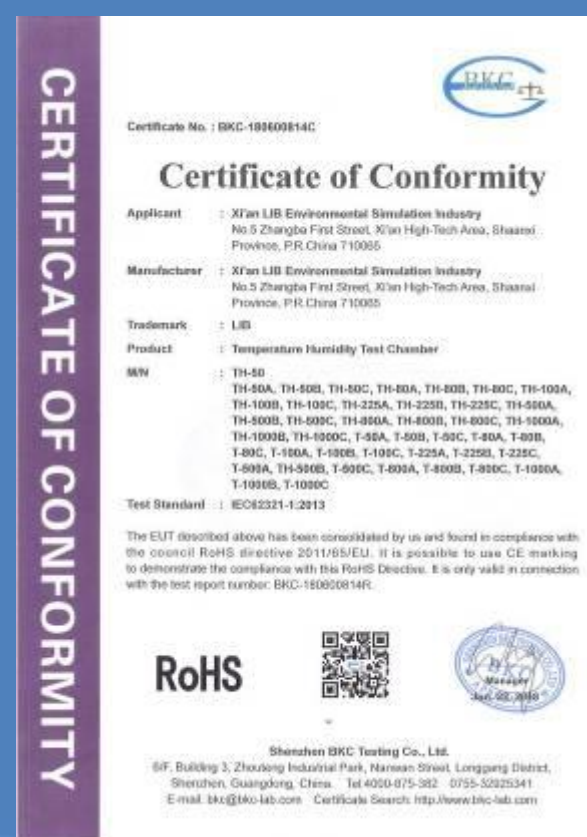 CERTIFICATE OF CONFORMITY
BKC
Certificate No. : BKC-180600814C
Certificate of Conformity
Applicant : Xi'an LIB Environmental Simulation Industry
No.5 Zhangba First Street, Xi'an High-Tech Area, Shaanxi
Province, P.R.China 710065
Manufacturer : Xi'an LIB Environmental Simulation Industry
No.5 Zhangba First Street, Xi'an High-Tech Area, Shaanxi
Province, P.R.China 710065
Trademark : LIB
Product : Temperature Humidity Test Chamber
M/N : TH-50
TH-50A, TH-50B, TH-50C, TH-80A, TH-80B, TH-80C, TH-100A,
TH-100B, TH-100C, TH-225A, TH-225B, TH-225C, TH-500A,
TH-500B, TH-500C, TH-800A, TH-800B, TH-800C, TH-1000A,
TH-1000B, TH-1000C, T-50A, T-50B, T-50C, T-80A, T-80B,
T-80C, T-100A, T-100B, T-100C, T-225A, T-225B, T-225C,
T-500A, TH-500B, T-500C, T-800A, T-800B, T-800C, T-1000A,
T-1000B, T-1000C
Test Standard : IEC62321-1:2013
The EUT described above has been consolidated by us and found in compliance with
the council RoHS directive 2011/65/EU. It is possible to use CE marking
to demonstrate the compliance with this RoHS Directive. It is only valid in connection
with the test report number: BKC-180600814R.
RoHS
Manager
Shenzhen BKC Testing Co., Ltd.
6/F, Building 3, Zhouteng Industrial Park, Nanwan Street, Longgang District,
Shenzhen, Guangdong, China. Tel:4000-875-382 0755-32925341
E-mail: bkc@bkc-lab.com Certificate Search: http://www.bkc-lab.com